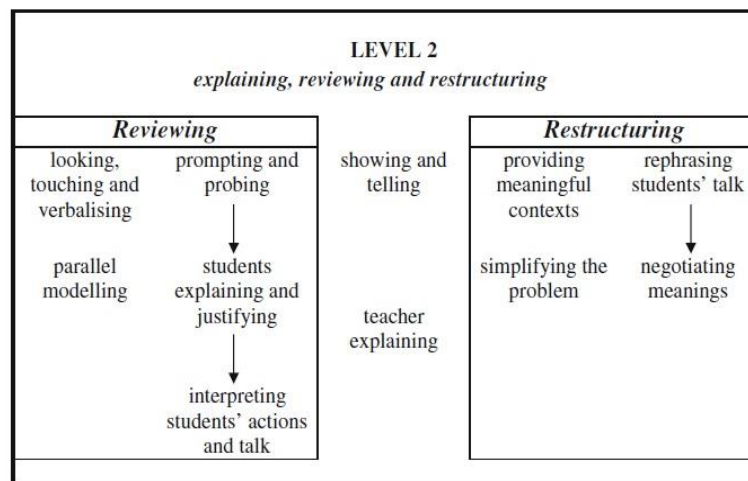 LEVEL 2
explaining, reviewing and restructuring
Reviewing
looking,
touching and
verbalising
parallel
modelling
prompting and
probing
students
explaining and
justifying
interpreting
students’ actions
and talk
showing and
telling
teacher
explaining
Restructuring
providing
meaningful
contexts
simplifying the
problem
rephrasing
students’ talk
negotiating
meanings